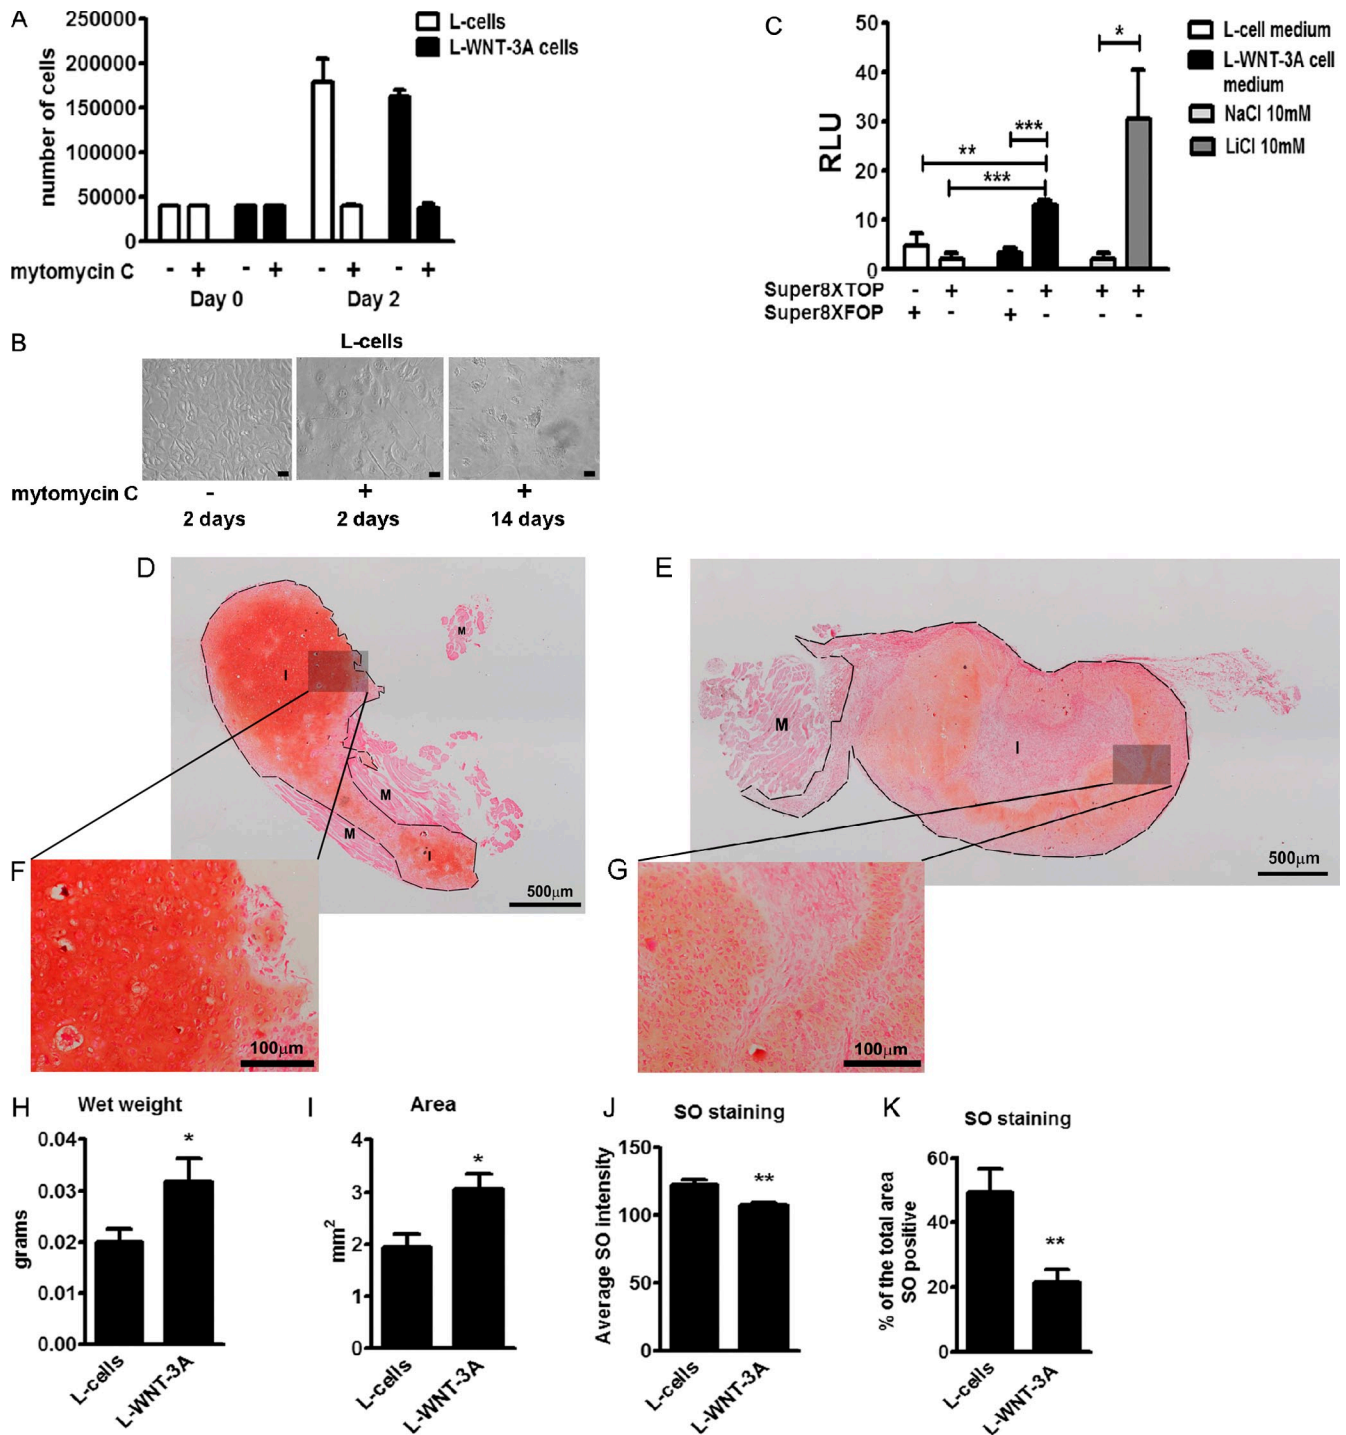 A
250000
200000
150000
100000
50000
0
number of cells
L-cells
L-WNT-3A cells
mytomycin C - + - + - + - +
Day 0 Day 2
C
50
40
30
20
10
0
RLU
* 
***
**
***
L-cell medium
L-WNT-3A cell
medium
NaCl 10mM
LiCl 10mM
Super8XTOP - + - + + +
Super8XFOP + - + - - -
B
L-cells
mytomycin C - + +
2 days 2 days 14 days
D
M
I
M
M
I
500μm
E
M
I
500μm
F
100μm
G
100μm
H Wet weight
0.04
0.03
0.02
0.01
0.00
grams
*
L-cells
L-WNT-3A
I Area
4
3
2
1
0
mm2
*
L-cells
L-WNT-3A
J SO staining
150
100
50
0
Average SO intensity
**
L-cells
L-WNT-3A
K SO staining
60
40
20
0
% of the total area
SO positive
**
L-cells
L-WNT-3A